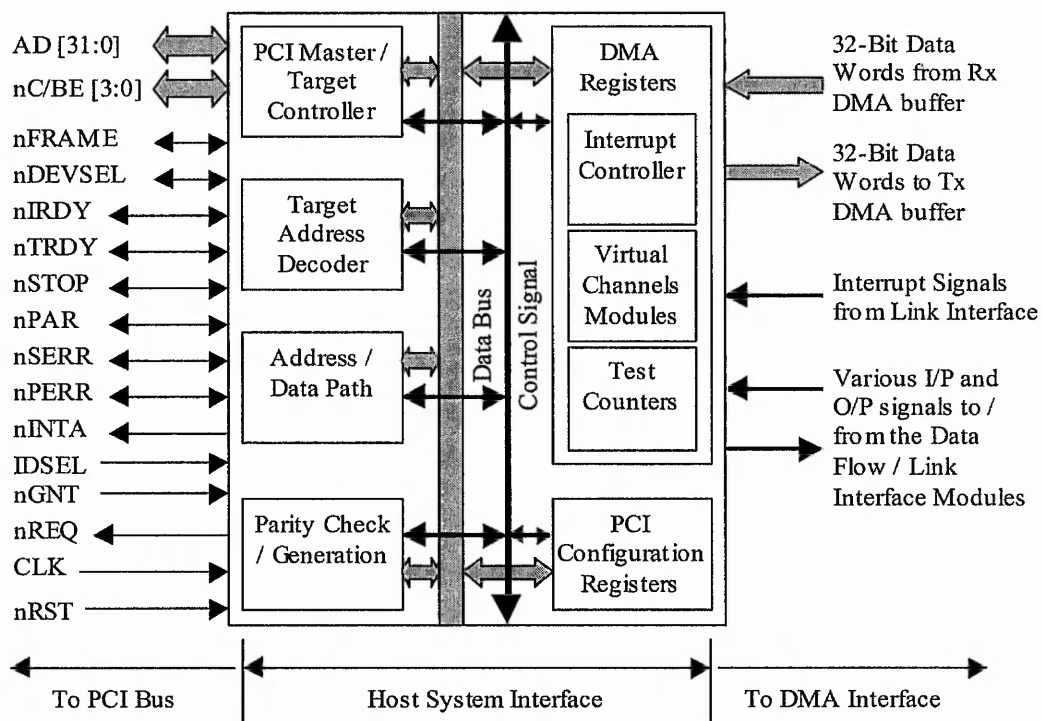 AD [31:0]
nC/BE [3:0]
nFRAME
nDEVSEL
nIRDY
nTRDY
nSTOP
nPAR
nSERR
nPERR
nINTA
IDSEL
nGNT
nREQ
CLK
nRST
PCI Master /
Target
Controller
Target
Address
Decoder
Address /
Data Path
Parity Check
/ Generation
Data Bus
Control Signal
DMA
Registers
Interrupt
Controller
Virtual
Channels
Modules
Test
Counters
PCI
Configuration
Registers
32-Bit Data
Words from Rx
DMA buffer
32-Bit Data
Words to Tx
DMA buffer
Interrupt Signals
from Link Interface
Various I/P and
O/P signals to /
from the Data
Flow / Link
Interface Modules
To PCI Bus
Host System Interface
To DMA Interface